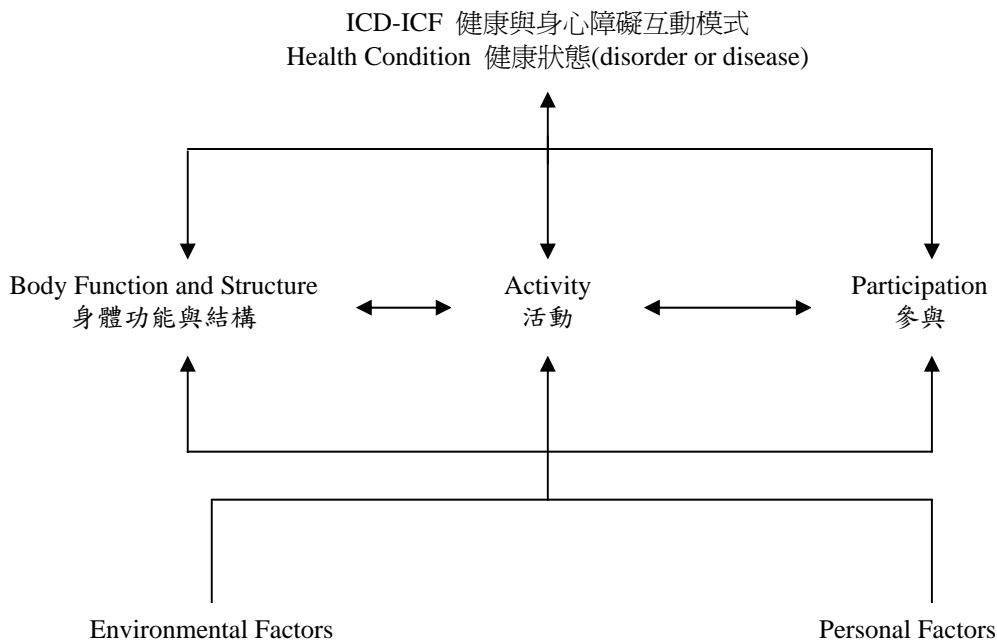 ICD-ICF 健康與身心障礙互動模式
Health Condition 健康狀態(disorder or disease)
Body Function and Structure
身體功能與結構
Activity
活動
Participation
參與
Environmental Factors
Personal Factors